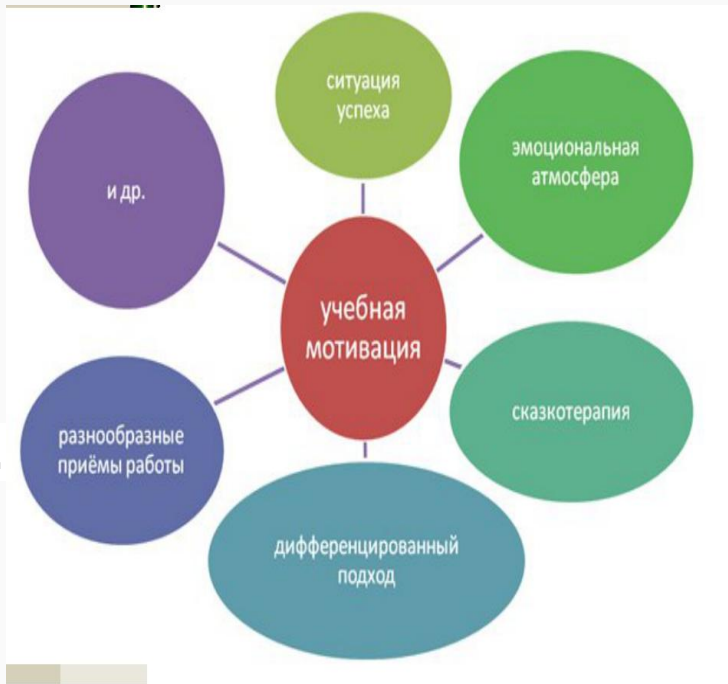 ситуация
успеха
эмоциональная
атмосфера
и др.
учебная
мотивация
сказкотерапия
разнообразные
приёмы работы
дифференцированный
подход